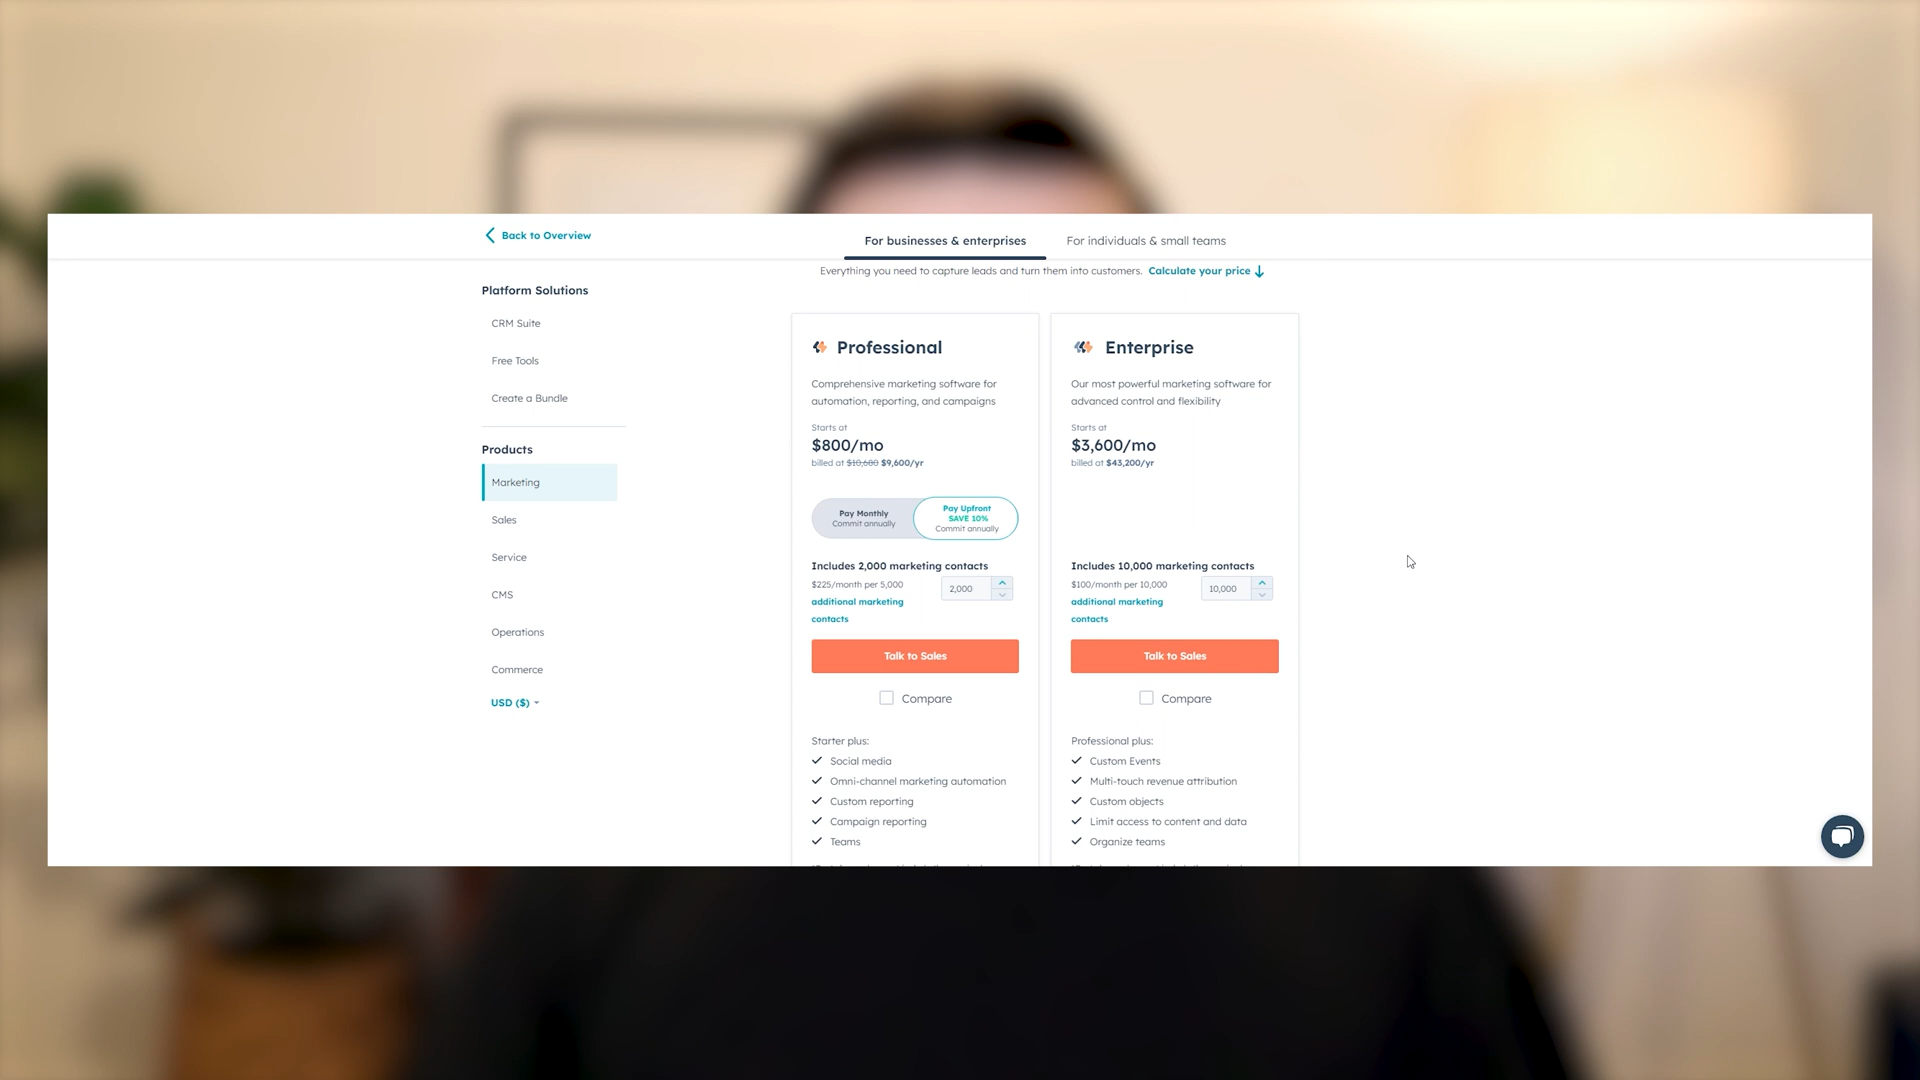 Back to Overview
For businesses & enterprises
For individuals & small teams
Everything you need to capture leads and turn them into customers. Calculate your price
Platform Solutions
CRM Suite
Free Tools
Create a Bundle
Products
Marketing
Sales
Service
CMS
Operations
Commerce
USD ($)
Professional
Comprehensive marketing software for
automation, reporting, and campaigns
Starts at
$800/mo
billed at $10,680 $9,600/yr
Pay Monthly
Commit annually
Pay Upfront
SAVE 10%
Commit annually
Includes 2,000 marketing contacts
$225/month per 5,000
additional marketing
contacts
2,000
Talk to Sales
Compare
Starter plus:
Social media
Omni-channel marketing automation
Custom reporting
Campaign reporting
Teams
Enterprise
Our most powerful marketing software for
advanced control and flexibility
Starts at
$3,600/mo
billed at $43,200/yr
Includes 10,000 marketing contacts
$100/month per 10,000
additional marketing
contacts
10,000
Talk to Sales
Compare
Professional plus:
Custom Events
Multi-touch revenue attribution
Custom objects
Limit access to content and data
Organize teams